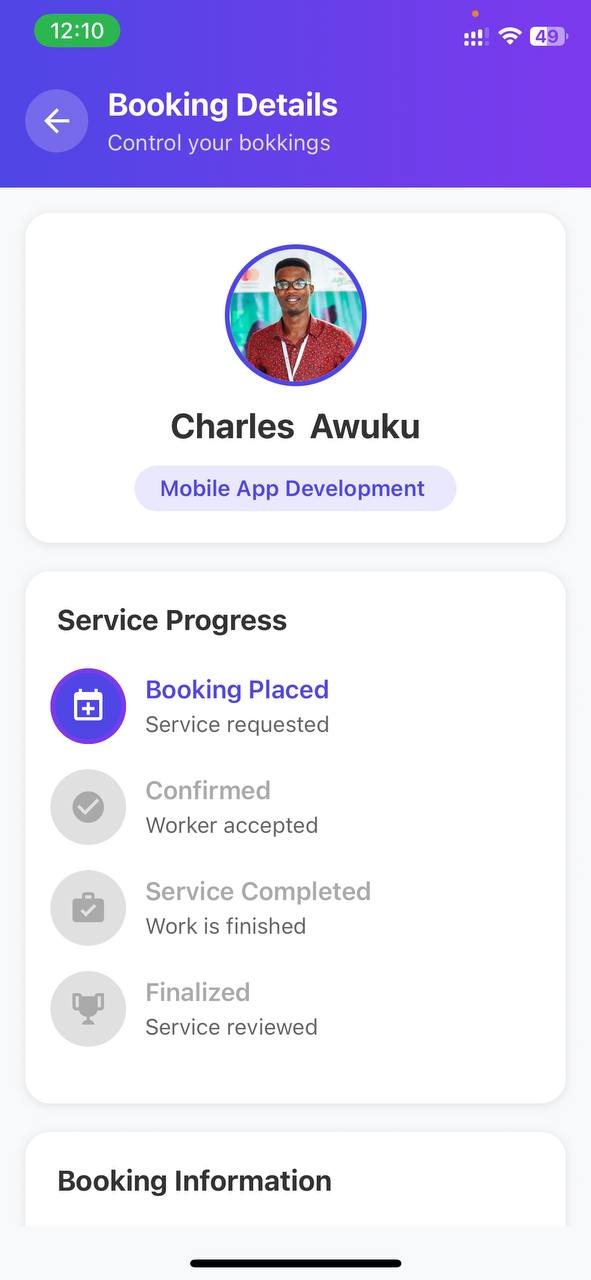 12:10
49
Booking Details
Control your bokkings
Charles Awuku
Mobile App Development
Service Progress
Booking Placed
Service requested
Confirmed
Worker accepted
Service Completed
Work is finished
Finalized
Service reviewed
Booking Information